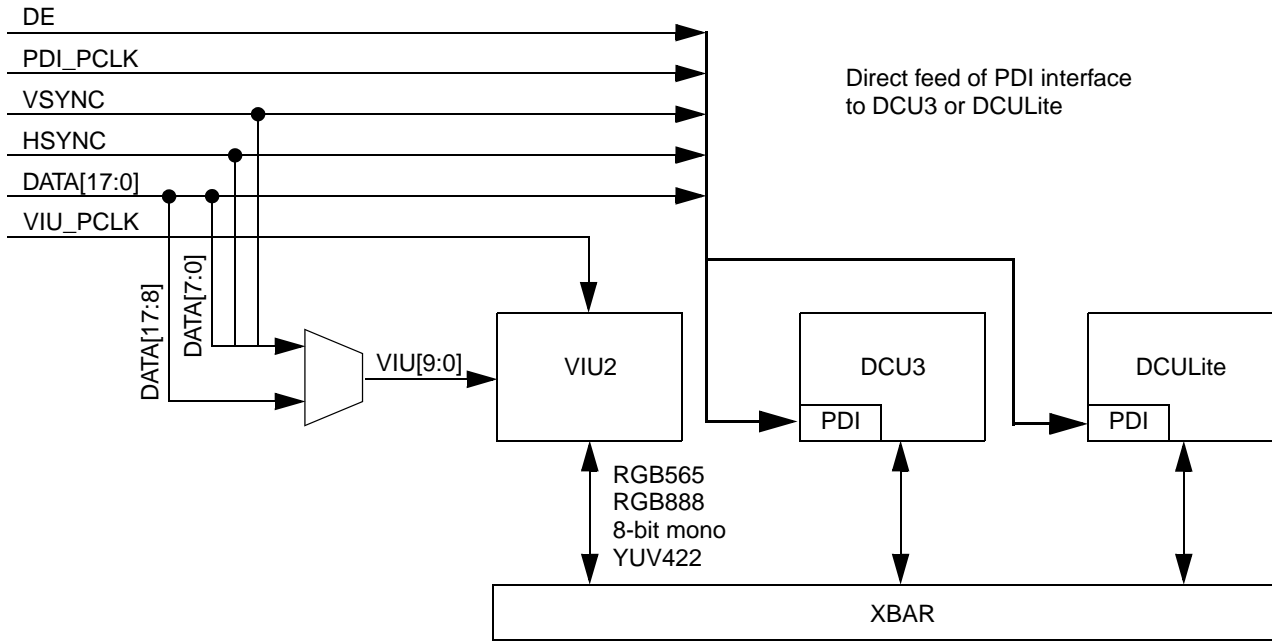 DE
PDI_PCLK
VSYNC
HSYNC
DATA[17:0]
VIU_PCLK
Direct feed of PDI interface
to DCU3 or DCULite
DATA[17:8]
DATA[7:0]
VIU[9:0]
VIU2
DCU3
PDI
DCULite
PDI
RGB565
RGB888
8-bit mono
YUV422
XBAR